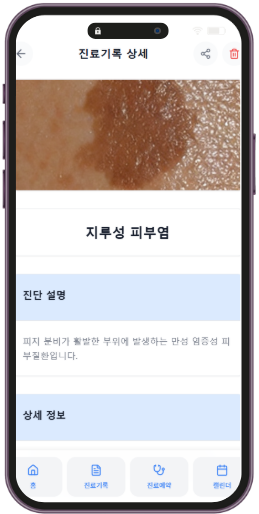 진료기록 상세
지루성 피부염
진단 설명
피지 분비가 활발한 부위에 발생하는 만성 염증성 피
부질환입니다.
상세 정보
홈
진료기록
진료예약
캘린더